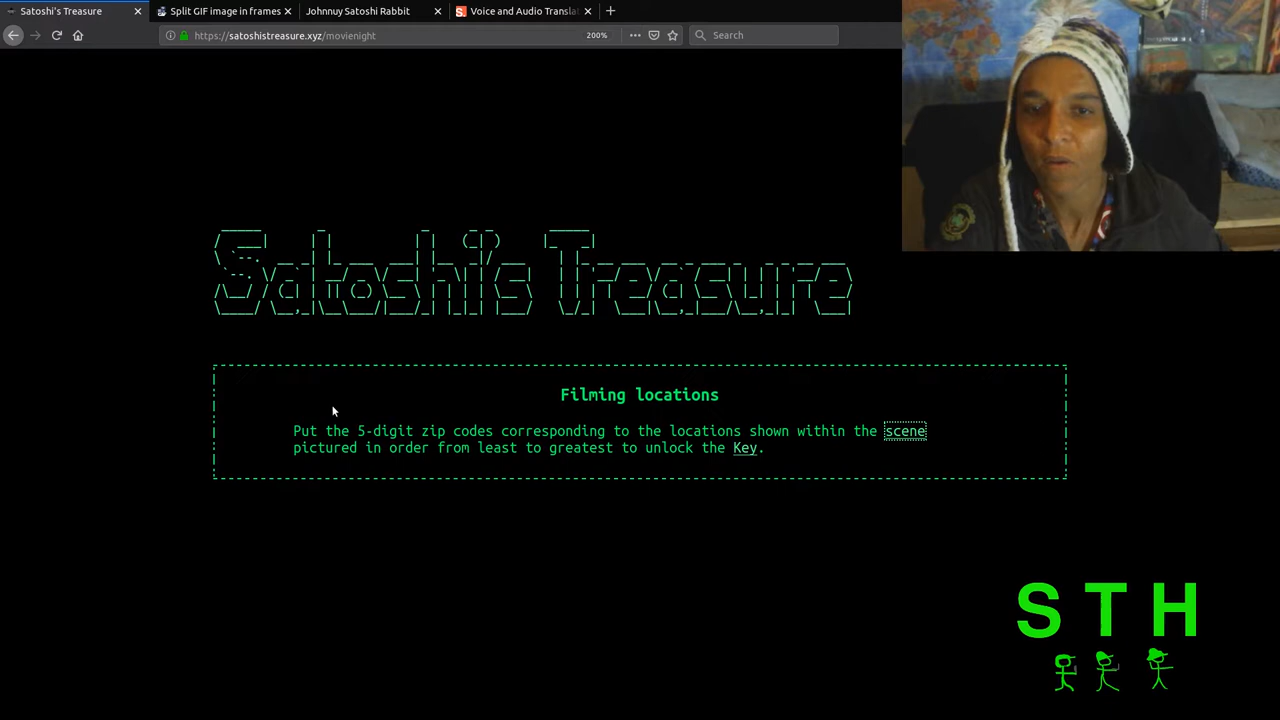 Satoshi's Treasure
Split GIF image in frames
Johnnuy Satoshi Rabbit
Voice and Audio Transla
https://satoshistreasure.xyz/movienight
200%
Search
Satoshi's Treasure
Filming locations
Put the 5-digit zip codes corresponding to the locations shown within the scene
pictured in order from least to greatest to unlock the Key.
STH